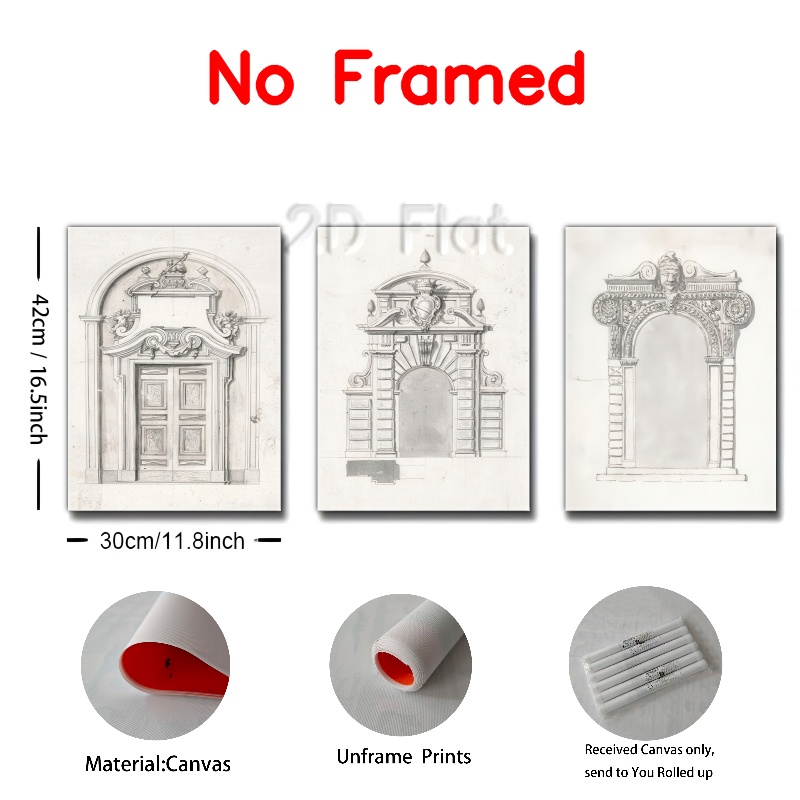 No Framed
2D Flat
42cm / 16.5inch
30cm/11.8inch
Material:Canvas
Unframe Prints
Received Canvas only,
send to You Rolled up